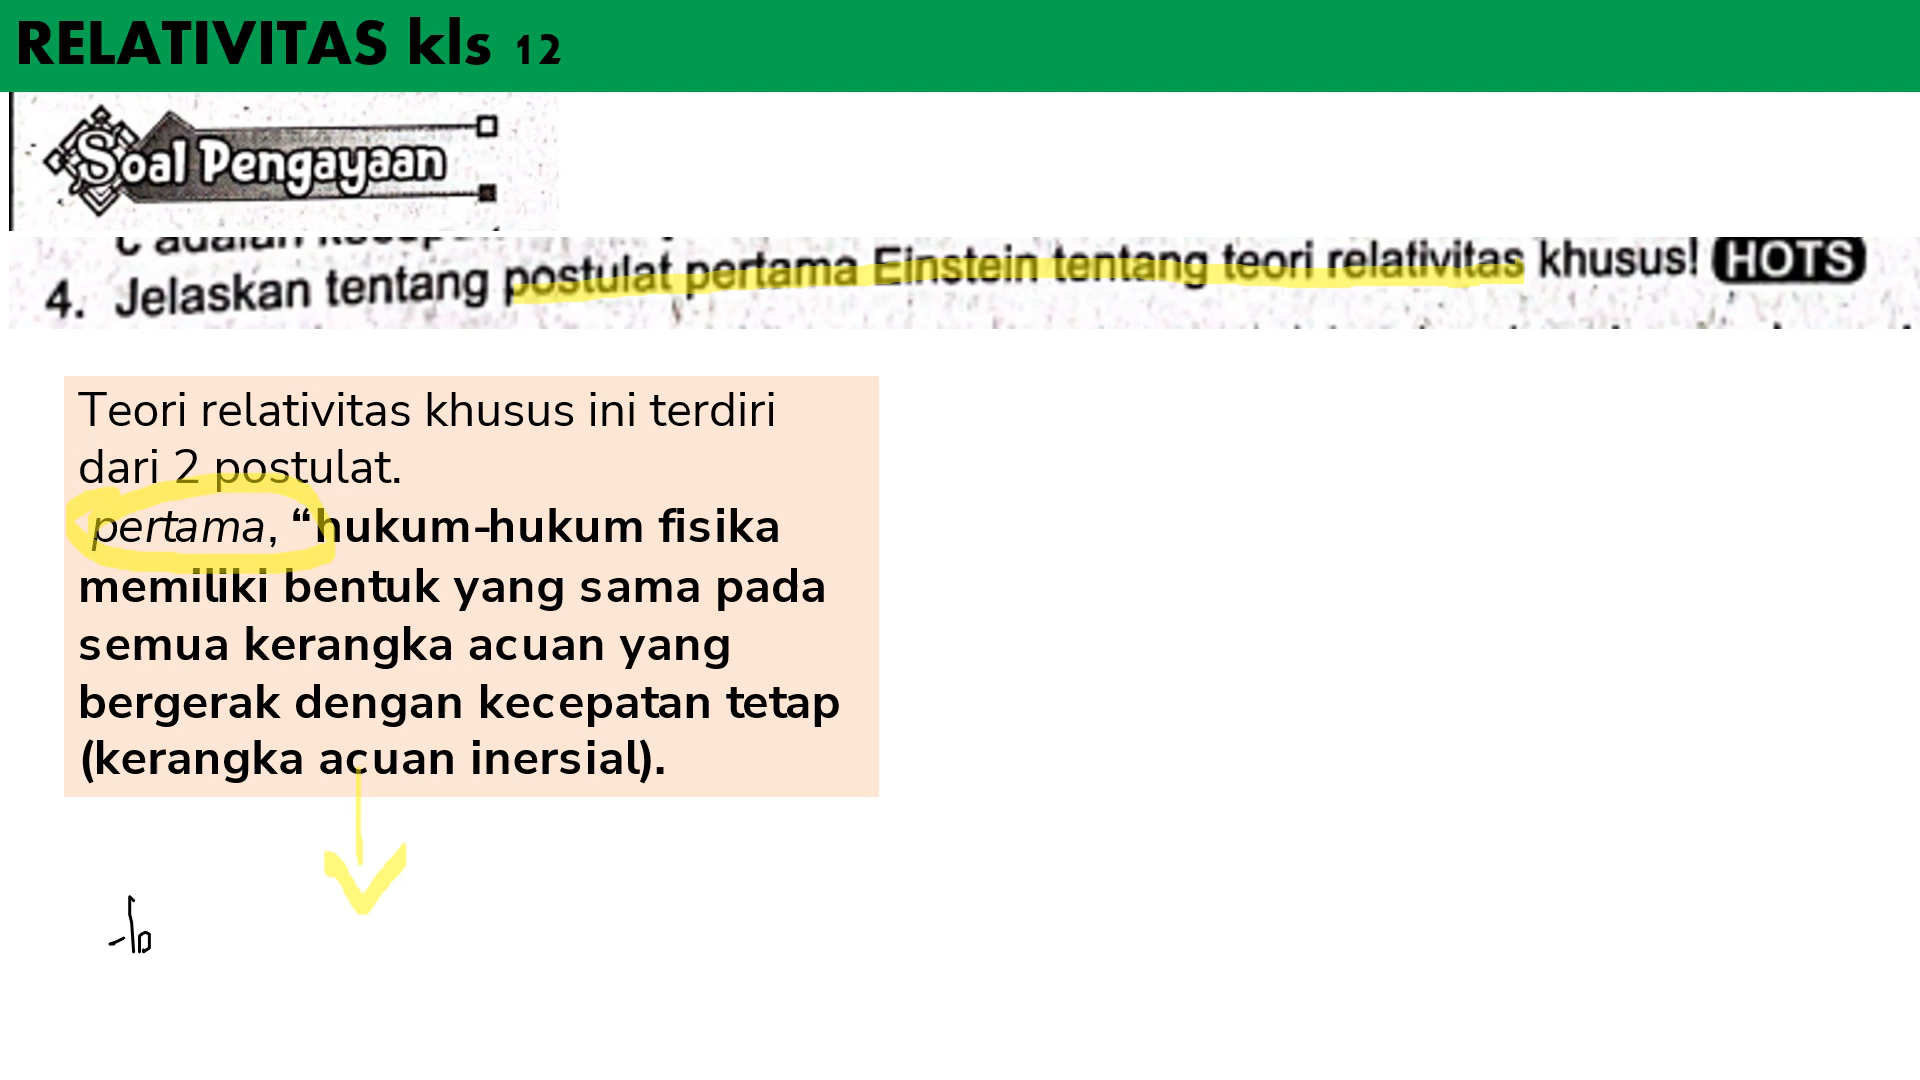 RELATIVITAS kls 12
Soal Pengayaan
c adalah
4. Jelaskan tentang postulat pertama Einstein tentang teori relativitas khusus! HOTS
Teori relativitas khusus ini terdiri
dari 2 postulat.
pertama, “hukum-hukum fisika
memiliki bentuk yang sama pada
semua kerangka acuan yang
bergerak dengan kecepatan tetap
(kerangka acuan inersial).